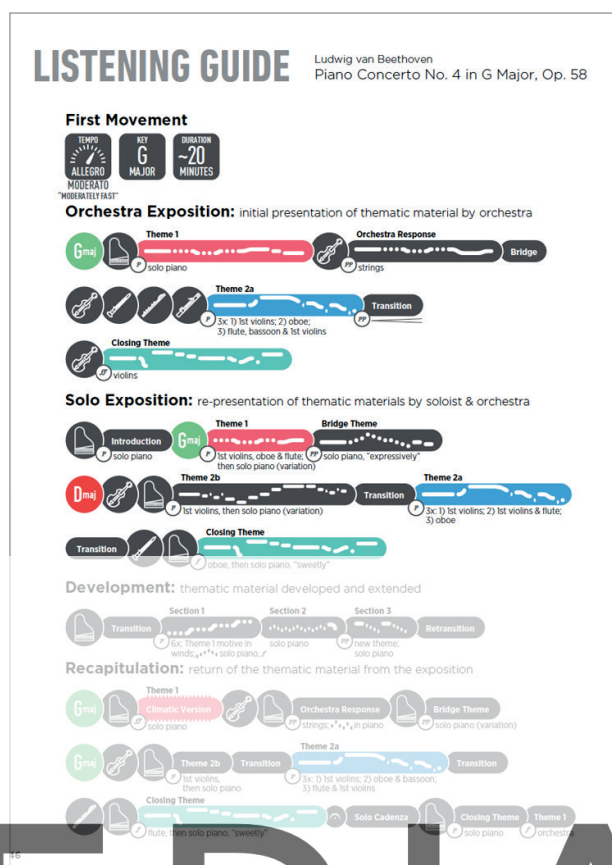 LISTENING GUIDE
Ludwig van Beethoven
Piano Concerto No. 4 in G Major, Op. 58
First Movement
TEMPO KEY DURATION
ALLEGRO G MAJOR ~20 MINUTES
MODERATO
"MODERATELY FAST"
Orchestra Exposition: initial presentation of thematic material by orchestra
Theme 1 Orchestra Response
Gmaj Bridge
p solo piano pp strings
Theme 2a
Transition
p 3x: 1) 1st violins; 2) oboe; pp
3) flute, bassoon & 1st violins
Closing Theme
ff violins
Solo Exposition: re-presentation of thematic materials by soloist & orchestra
Theme 1 Bridge Theme
Introduction Gmaj
p solo piano p 1st violins, oboe & flute; pp solo piano, "expressively"
then solo piano (variation)
Theme 2b Theme 2a
Dmaj Transition
p 1st violins, then solo piano (variation) p 3x: 1) 1st violins; 2) 1st violins & flute;
3) oboe
Closing Theme
Transition
f oboe, then solo piano, "sweetly"
Development: thematic material developed and extended
Section 1 Section 2 Section 3
Transition Retransition
p 6x: Theme 1 motive in solo piano pp new theme;
winds; solo piano, f solo piano
Recapitulation: return of the thematic material from the exposition
Theme 1
Gmaj Climatic Version Orchestra Response Bridge Theme
ff solo piano pp strings; in piano pp solo piano (variation)
Theme 2a
Gmaj Theme 2b Transition Transition
p 1st violins, p 3x: 1) 1st violins; 2) oboe & bassoon;
then solo piano 3) flute & 1st violins
Closing Theme
Solo Cadenza Closing Theme Theme 1
f flute, then solo piano, "sweetly" p solo piano f orchestra
46